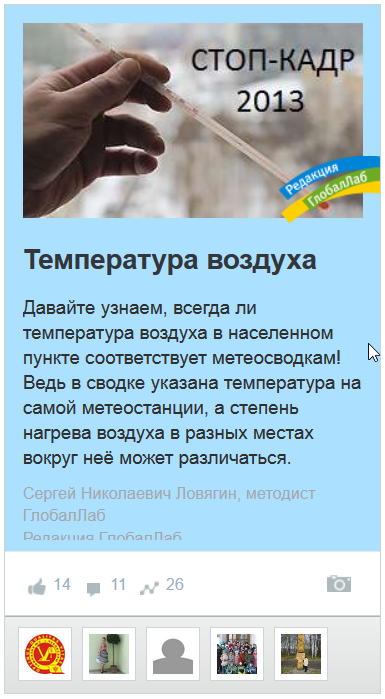 СТОП-КАДР
2013
Редакция
ГлобалЛаб
Температура воздуха
Давайте узнаем, всегда ли
температура воздуха в населенном
пункте соответствует метеосводкам!
Ведь в сводке указана температура на
самой метеостанции, а степень
нагрева воздуха в разных местах
вокруг неё может различаться.
Сергей Николаевич Ловягин, методист
ГлобалЛаб
Редакция ГлобалЛаб
14 11 26